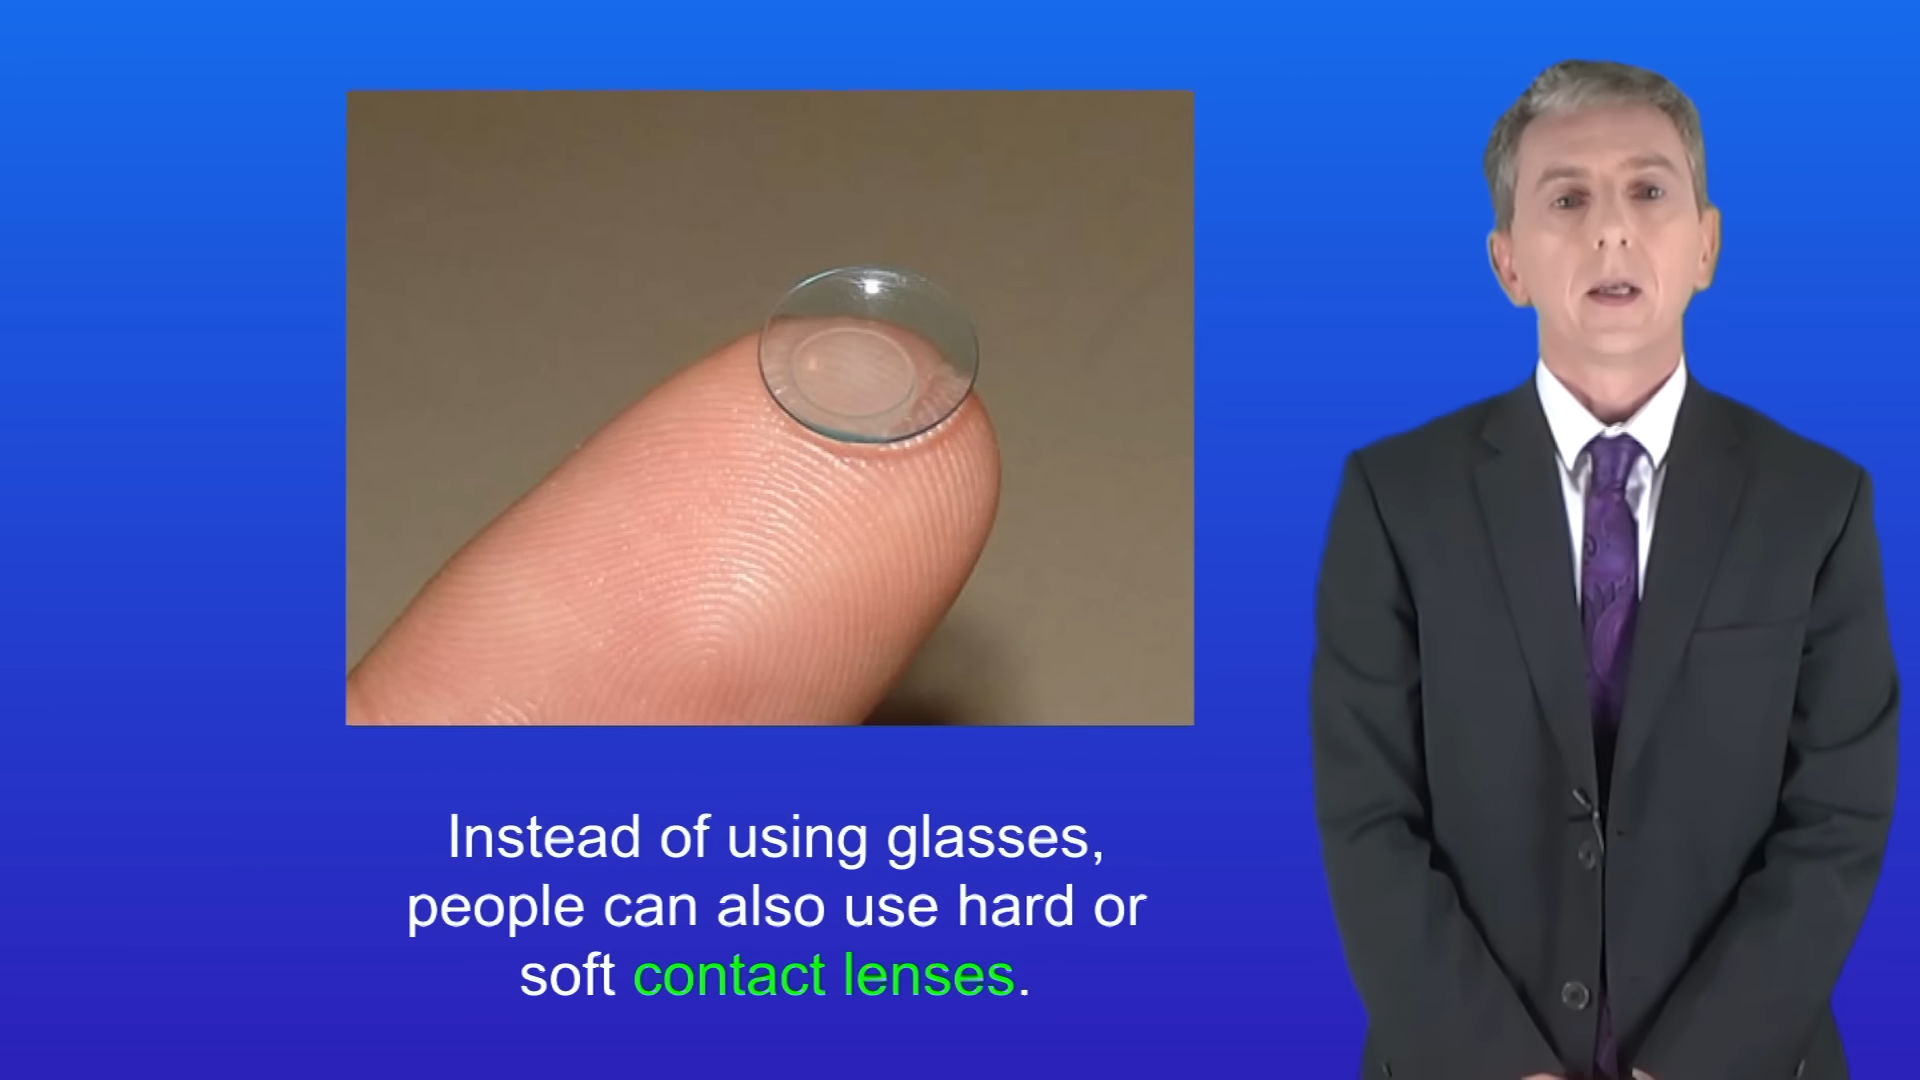 Instead of using glasses,
people can also use hard or
soft contact lenses.